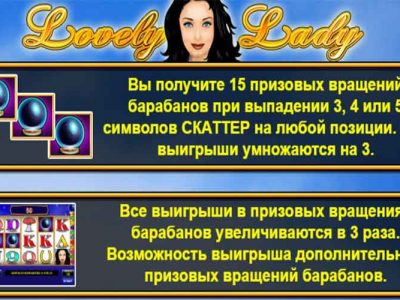 Lovely Lady
Вы получите 15 призовых вращений
барабанов при выпадении 3, 4 или 5
символов СКАТТЕР на любой позиции.
выигрыши умножаются на 3.
Все выигрыши в призовых вращения
барабанов увеличиваются в 3 раза.
Возможность выигрыша дополнительно
призовых вращений барабанов.